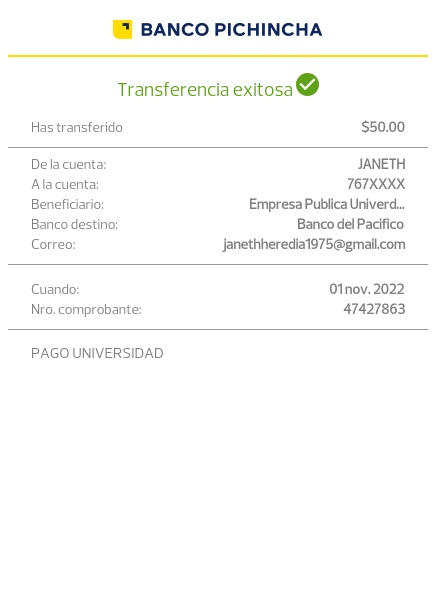 BANCO PICHINCHA
Transferencia exitosa
Has transferido $50.00
De la cuenta: JANETH
A la cuenta: 767XXXX
Beneficiario: Empresa Publica Univerd...
Banco destino: Banco del Pacifico
Correo: janethheredia1975@gmail.com
Cuando: 01 nov. 2022
Nro. comprobante: 47427863
PAGO UNIVERSIDAD